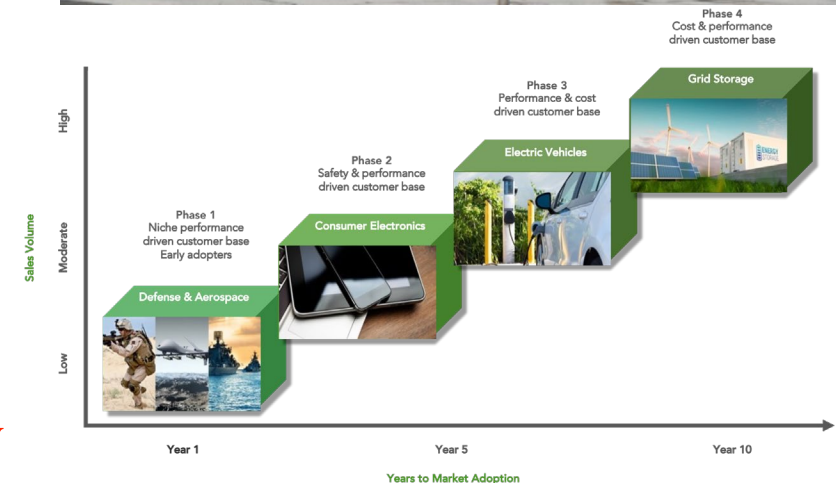 Phase 4
Cost & performance
driven customer base
Grid Storage
ENERGY
STORAGE
Phase 3
Performance & cost
driven customer base
Electric Vehicles
Phase 2
Safety & performance
driven customer base
Consumer Electronics
Phase 1
Niche performance
driven customer base
Early adopters
Defense & Aerospace
High
Moderate
Low
Sales Volume
Year 1
Year 5
Year 10
Years to Market Adoption